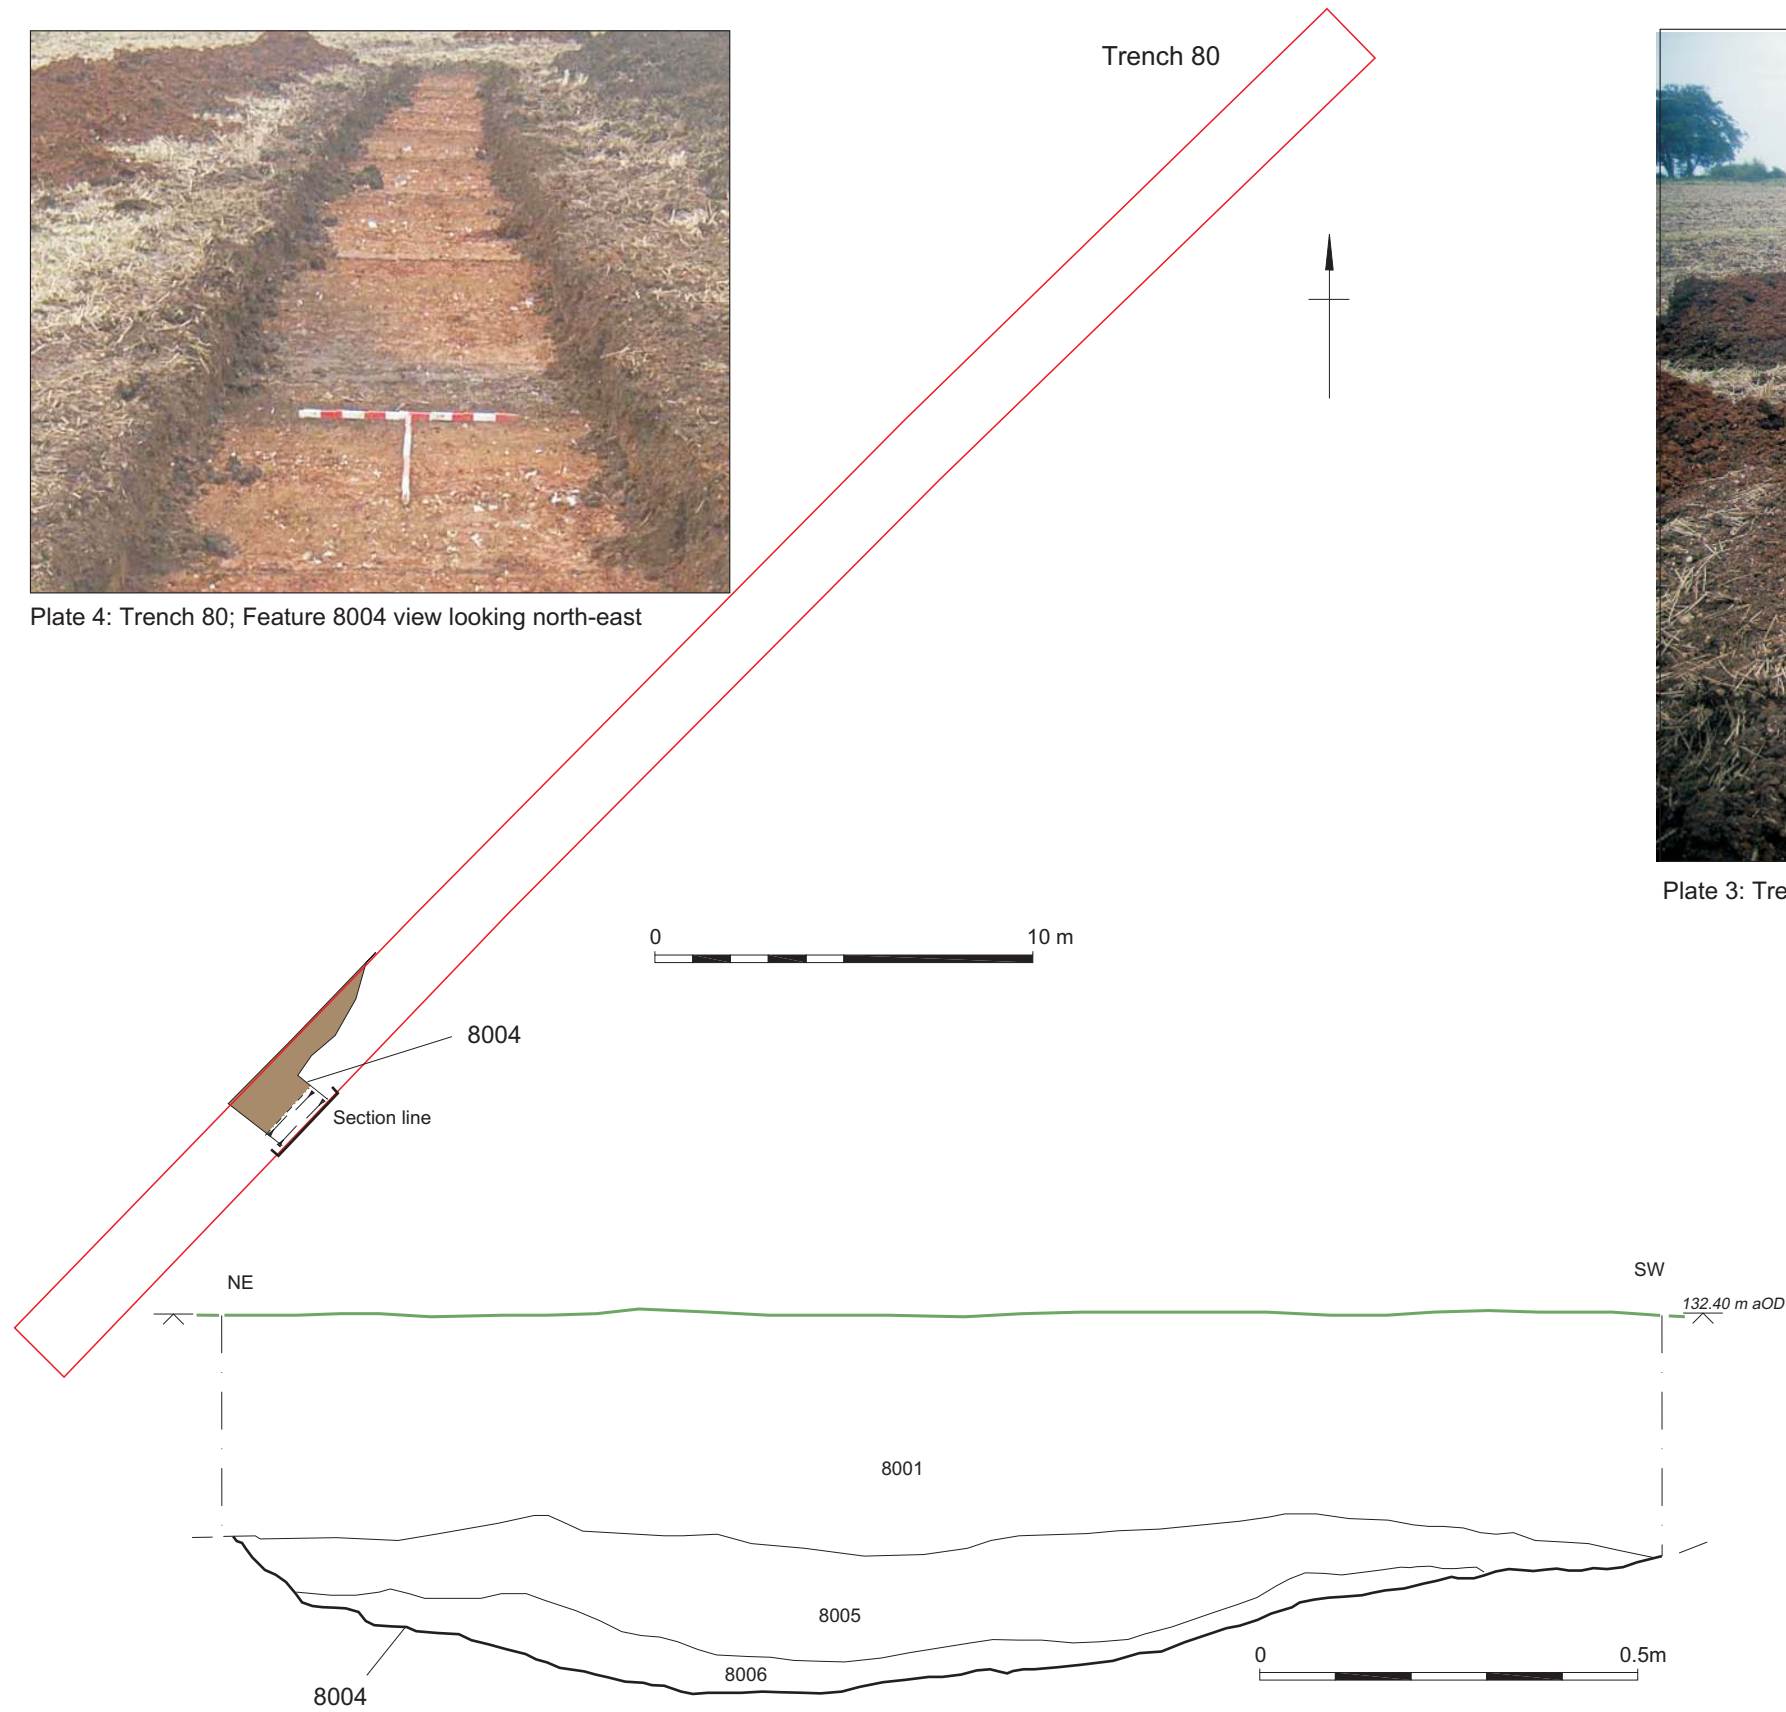 Trench 80
Plate 4: Trench 80; Feature 8004 view looking north-east
Plate 3: Tre
0 10 m
8004
Section line
NE
SW
132.40 m aOD
8001
8005
8006
8004
0 0.5m